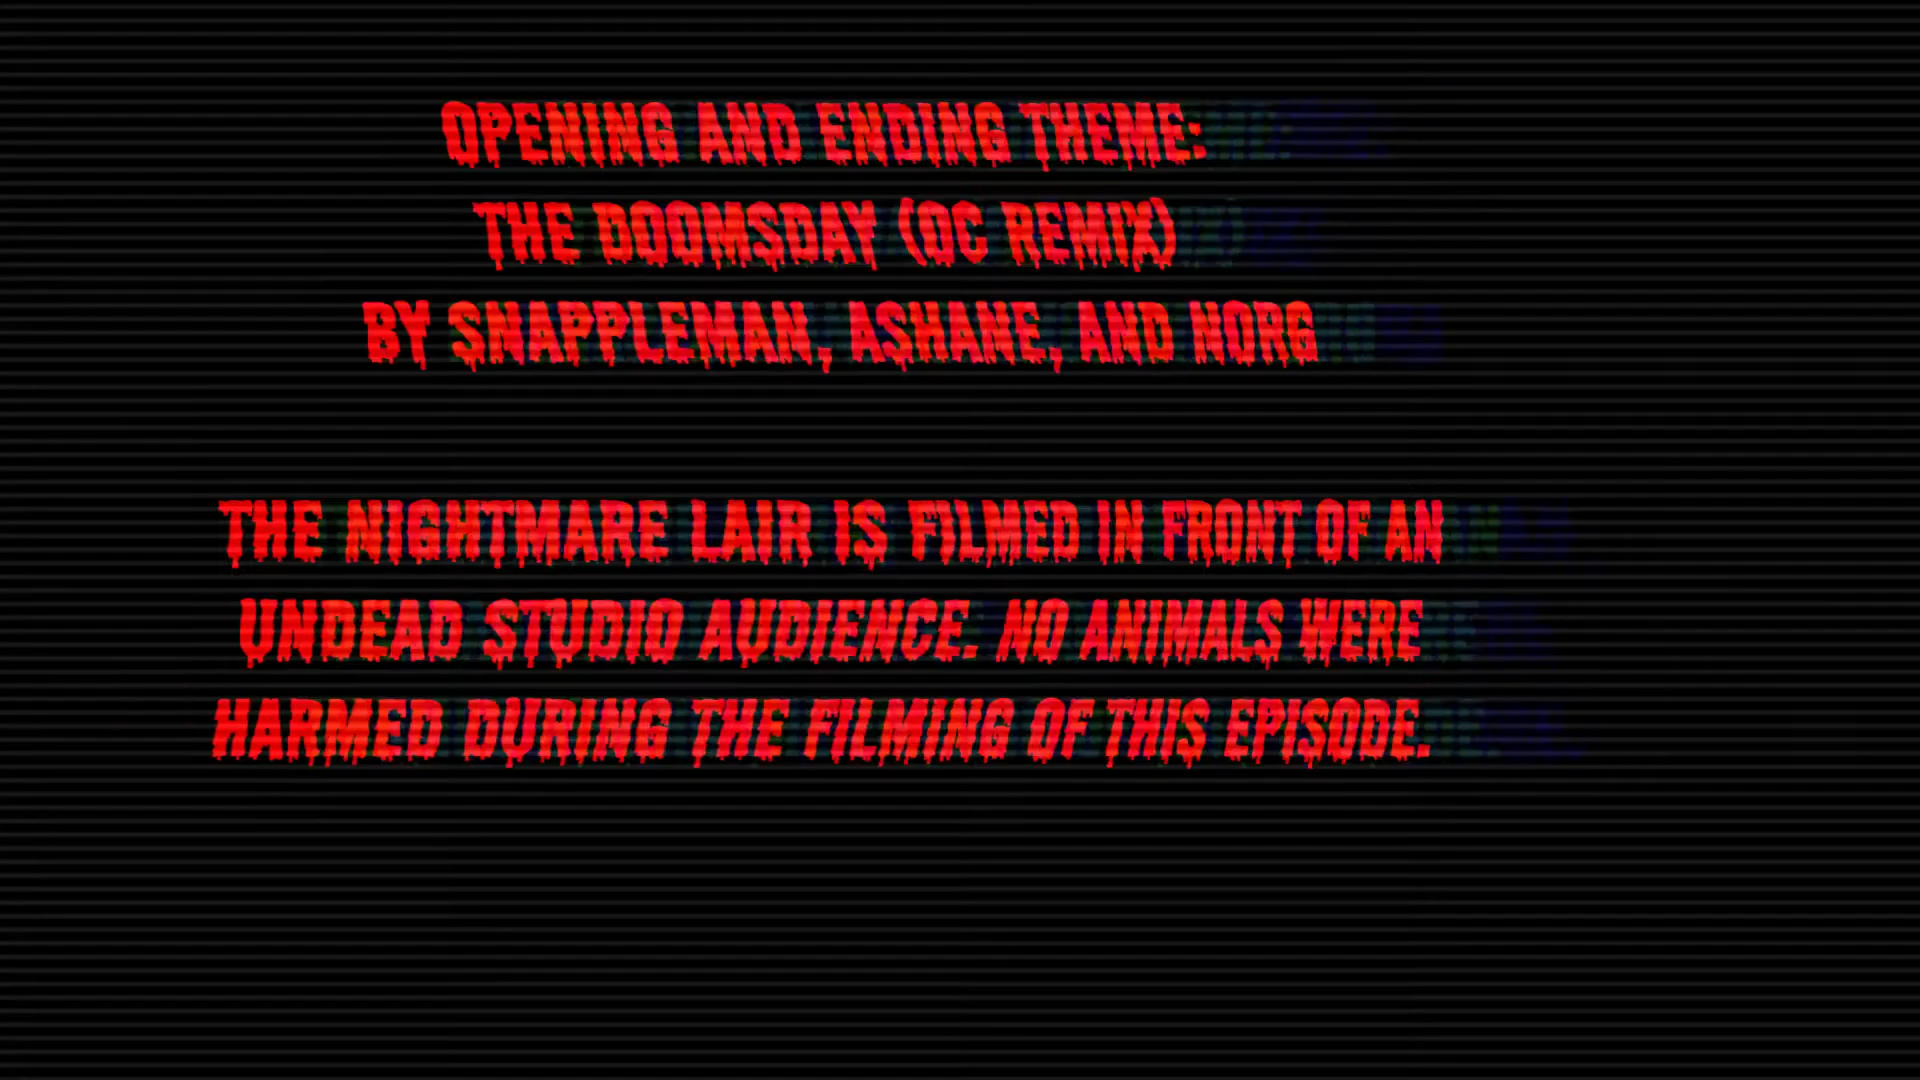 OPENING AND ENDING THEME:
THE DOOMSDAY (OC REMIX)
BY SNAPPLEMAN, ASHANE, AND NORG
THE NIGHTMARE LAIR IS FILMED IN FRONT OF AN
UNDEAD STUDIO AUDIENCE. NO ANIMALS WERE
HARMED DURING THE FILMING OF THIS EPISODE.